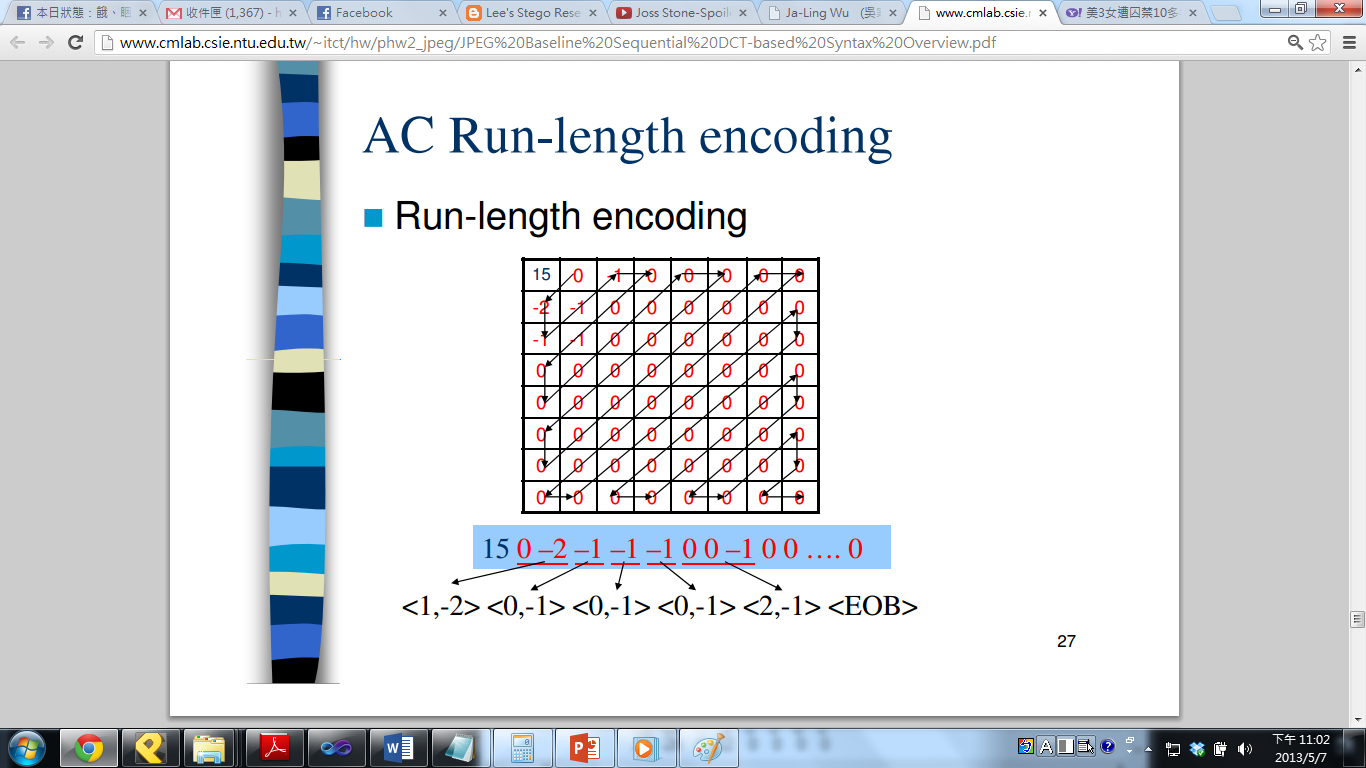 本日狀態：餓、睏
收件匣 (1,367) - h
Facebook
Lee's Stego Rese
Joss Stone-Spoile
Ja-Ling Wu
www.cmlab.csie.n
美3女遭囚禁10多
www.cmlab.csie.ntu.edu.tw/~itct/hw/phw2_jpeg/JPEG%20Baseline%20Sequential%20DCT-based%20Syntax%20Overview.pdf
AC Run-length encoding
Run-length encoding
15 0 -1 0 0 0 0 0
-2 -1 0 0 0 0 0 0
-1 -1 0 0 0 0 0 0
0 0 0 0 0 0 0 0
0 0 0 0 0 0 0 0
0 0 0 0 0 0 0 0
0 0 0 0 0 0 0 0
0 0 0 0 0 0 0 0
15 0 –2 –1 –1 –1 0 0 –1 0 0 …. 0
<1,-2> <0,-1> <0,-1> <0,-1> <2,-1> <EOB>
27
下午 11:02
2013/5/7